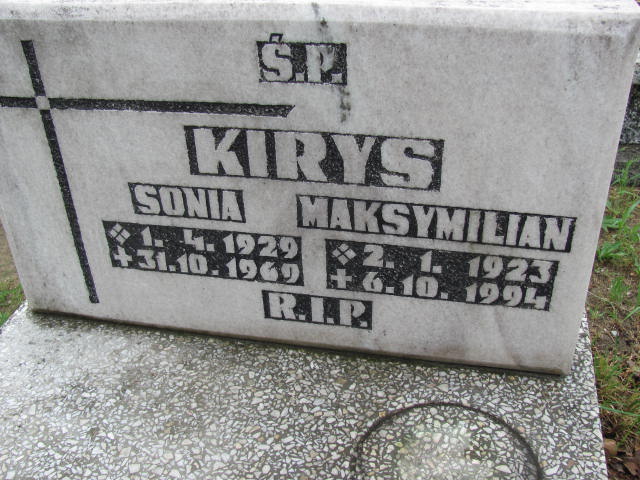 Ś.P.
KIRYS
SONIA
1. 4. 1929
+31.10.1969
MAKSYMILIAN
2. 1. 1923
+6.10.1994
R.I.P.